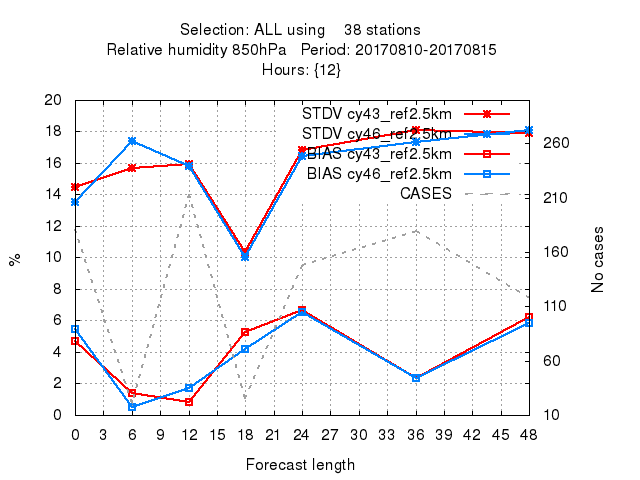 Selection: ALL using 38 stations
Relative humidity 850hPa Period: 20170810-20170815
Hours: {12}
STDV cy43_ref2.5km
STDV cy46_ref2.5km
BIAS cy43_ref2.5km
BIAS cy46_ref2.5km
CASES
20
18
16
14
12
10
8
6
4
2
0
%
260
210
160
110
60
10
No cases
0 3 6 9 12 15 18 21 24 27 30 33 36 39 42 45 48
Forecast length